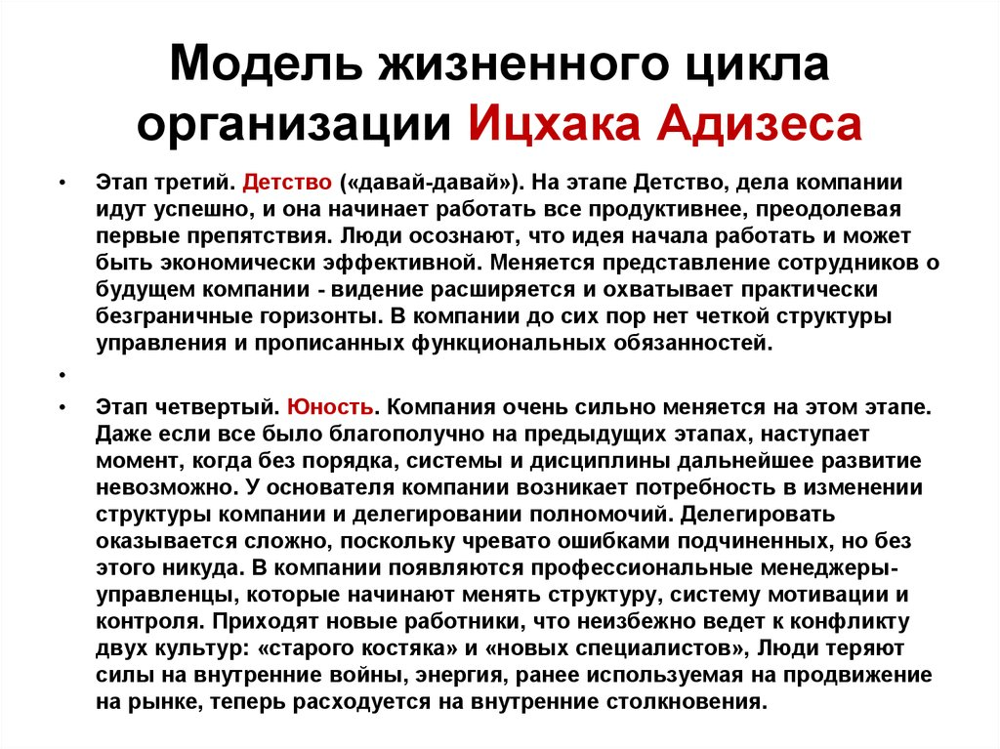 Модель жизненного цикла
организации Ицхака Адизеса
• Этап третий. Детство («давай-давай»). На этапе Детство, дела компании
идут успешно, и она начинает работать все продуктивнее, преодолевая
первые препятствия. Люди осознают, что идея начала работать и может
быть экономически эффективной. Меняется представление сотрудников о
будущем компании - видение расширяется и охватывает практически
безграничные горизонты. В компании до сих пор нет четкой структуры
управления и прописанных функциональных обязанностей.
•
• Этап четвертый. Юность. Компания очень сильно меняется на этом этапе.
Даже если все было благополучно на предыдущих этапах, наступает
момент, когда без порядка, системы и дисциплины дальнейшее развитие
невозможно. У основателя компании возникает потребность в изменении
структуры компании и делегировании полномочий. Делегировать
оказывается сложно, поскольку чревато ошибками подчиненных, но без
этого никуда. В компании появляются профессиональные менеджеры-
управленцы, которые начинают менять структуру, систему мотивации и
контроля. Приходят новые работники, что неизбежно ведет к конфликту
двух культур: «старого костяка» и «новых специалистов», Люди теряют
силы на внутренние войны, энергия, ранее используемая на продвижение
на рынке, теперь расходуется на внутренние столкновения.